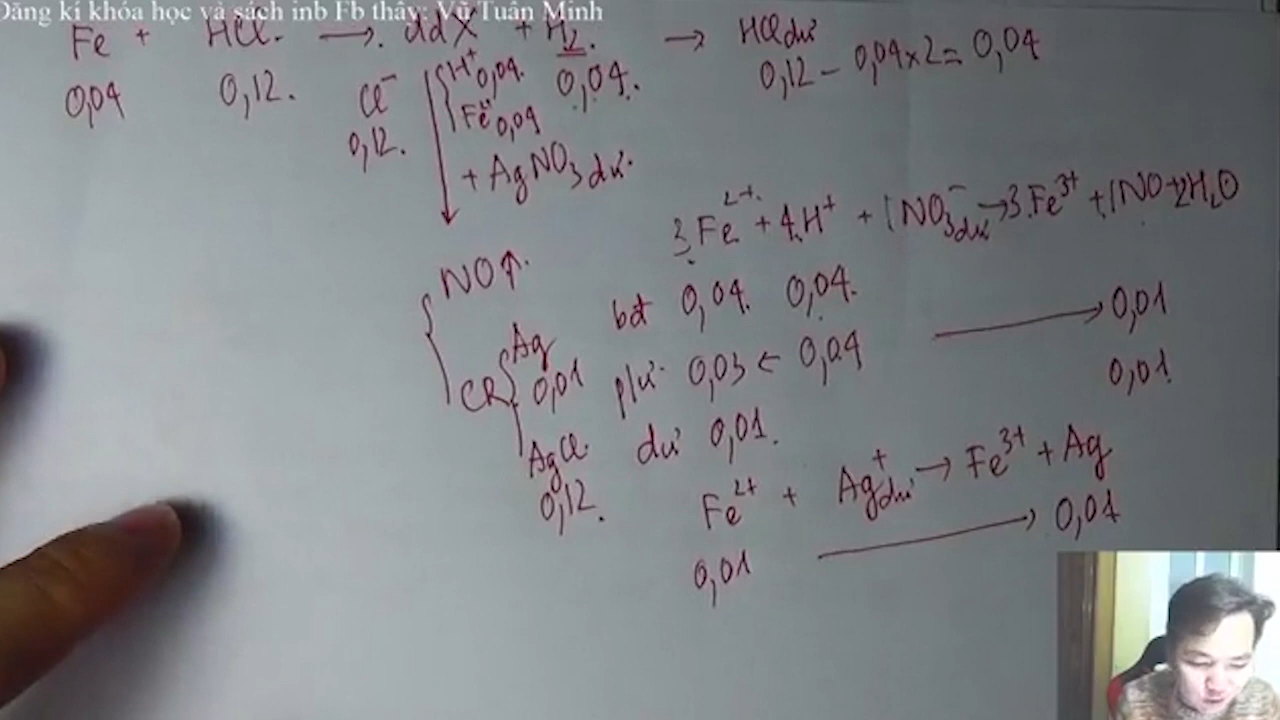 Đăng kí khóa học và sách inb Fb thầy: Vũ Tuấn Minh
Fe + HCl. → ddX + H2. → HCl dư
0,04 0,12. Cl⁻ H⁺ 0,04. 0,04. 0,12 - 0,04x2 = 0,04
0,12. Fe²⁺ 0,04
+ AgNO3 dư.
3Fe²⁺ + 4H⁺ + 1NO3⁻ dư → 3Fe³⁺ + 1NO + 2H2O
NO↑.
bđ 0,04. 0,04. → 0,01
Ag
CR 0,01 p/ư. 0,03 ← 0,04 0,01.
AgCl. dư 0,01.
0,12. Fe²⁺ + Ag⁺ dư → Fe³⁺ + Ag
0,01 → 0,01